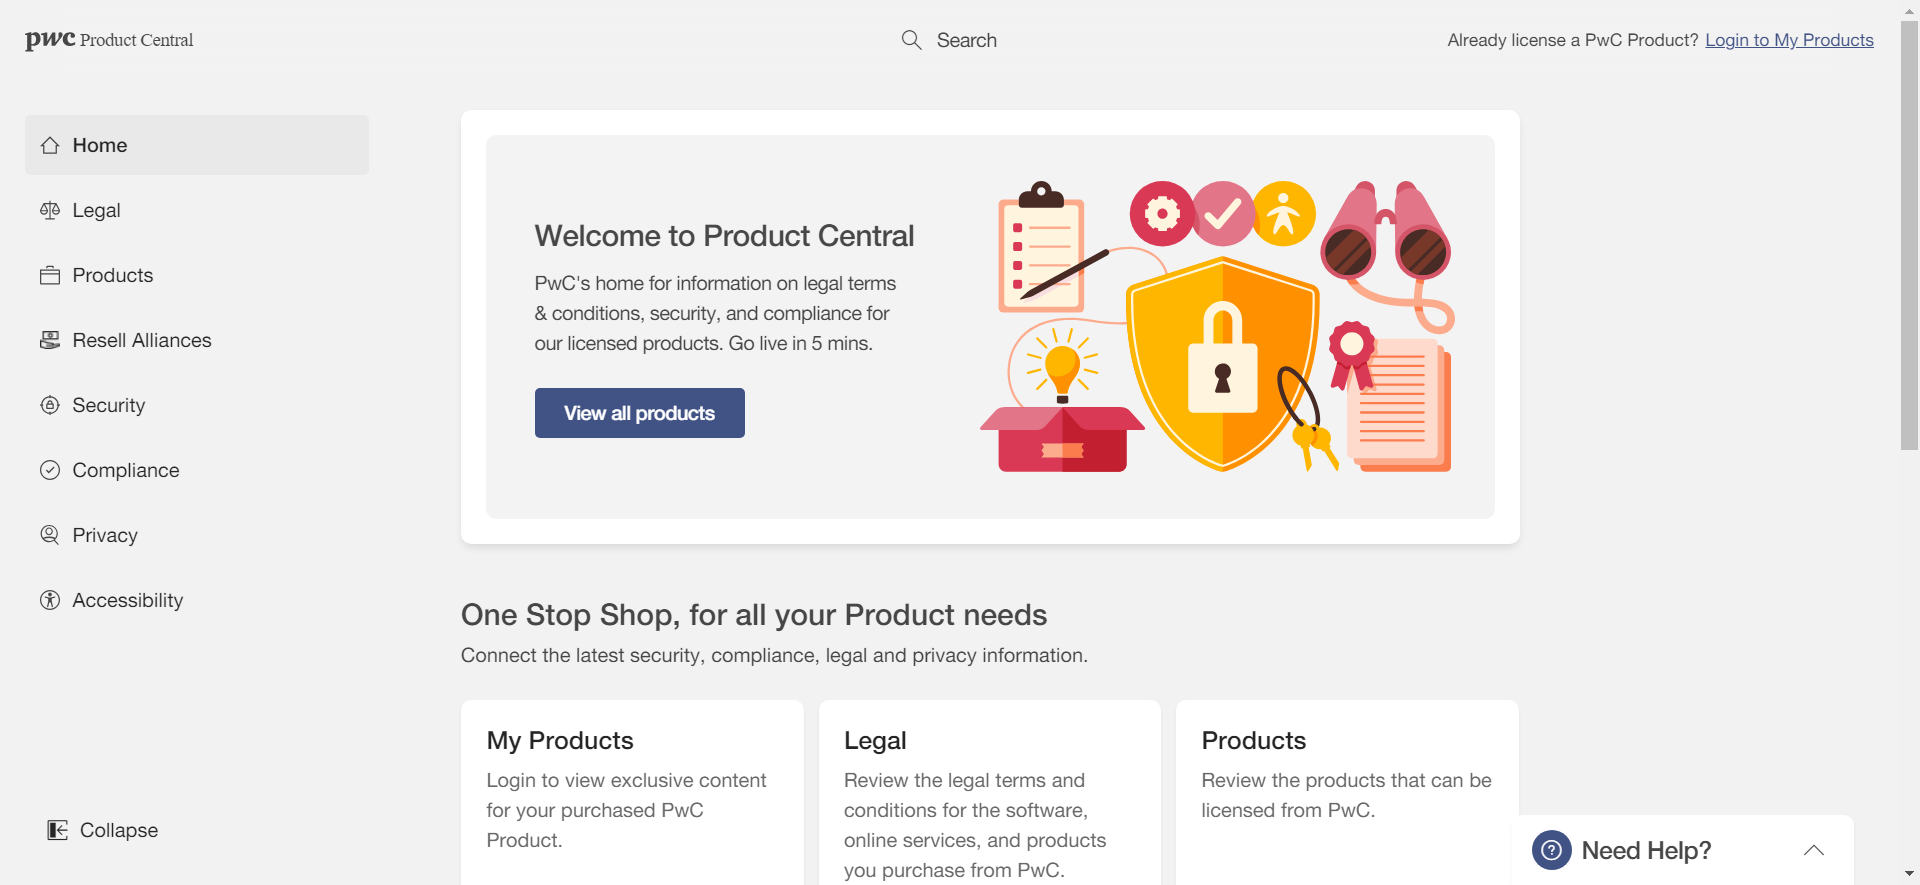 pwc Product Central
Search
Already license a PwC Product? Login to My Products
Home
Legal
Products
Resell Alliances
Security
Compliance
Privacy
Accessibility
Collapse
Welcome to Product Central
PwC's home for information on legal terms
& conditions, security, and compliance for
our licensed products. Go live in 5 mins.
View all products
One Stop Shop, for all your Product needs
Connect the latest security, compliance, legal and privacy information.
My Products
Login to view exclusive content
for your purchased PwC
Product.
Legal
Review the legal terms and
conditions for the software,
online services, and products
you purchase from PwC.
Products
Review the products that can be
licensed from PwC.
Need Help?